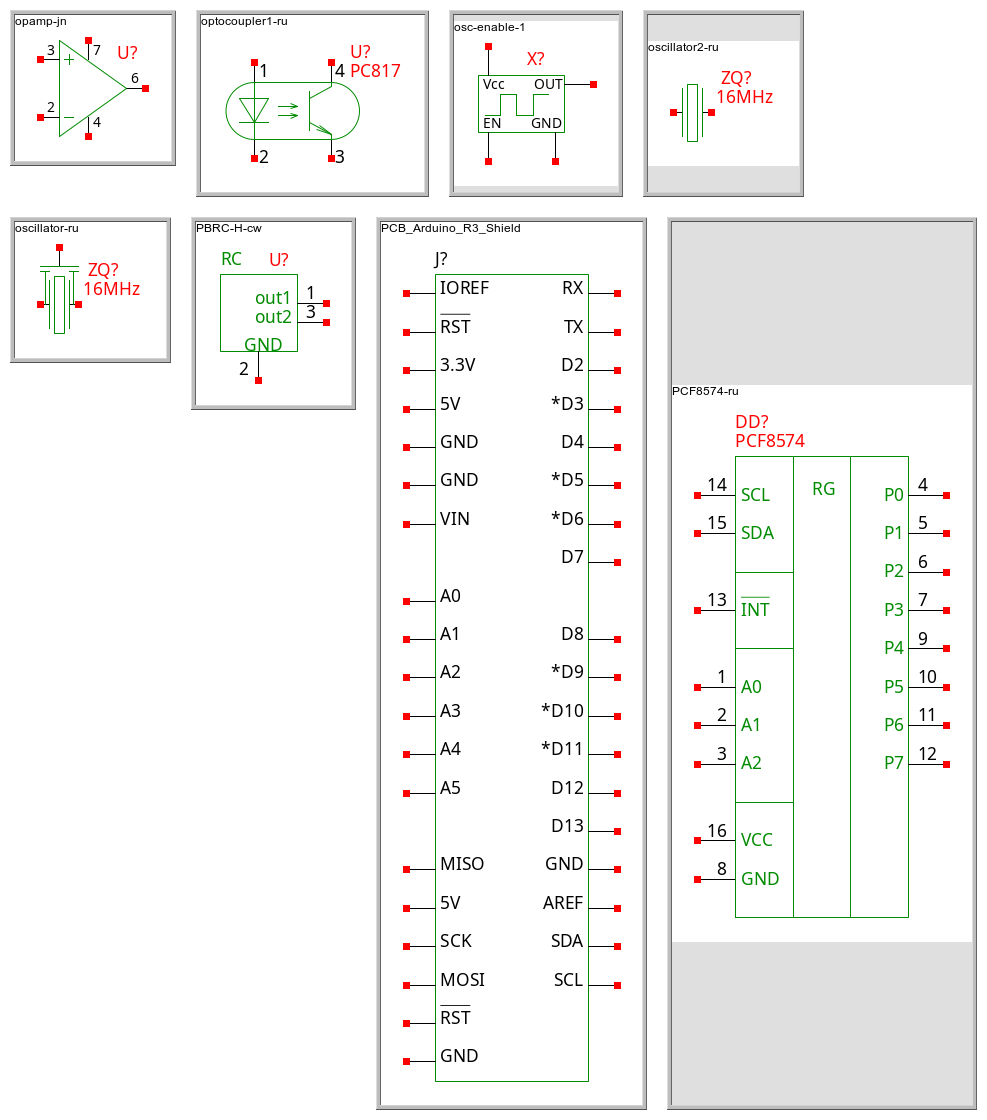 opamp-jn
3
7
U?
6
2
4
optocoupler1-ru
U?
1
4 PC817
2
3
osc-enable-1
X?
Vcc OUT
EN GND
oscillator2-ru
ZQ?
16MHz
oscillator-ru
ZQ?
16MHz
PBRC-H-cw
RC U?
out1 1
out2 3
GND
2
PCB_Arduino_R3_Shield
J?
IOREF RX
RST TX
3.3V D2
5V *D3
GND D4
GND *D5
VIN *D6
D7
A0
A1 D8
A2 *D9
A3 *D10
A4 *D11
A5 D12
D13
MISO GND
5V AREF
SCK SDA
MOSI SCL
RST
GND
PCF8574-ru
DD?
PCF8574
14 SCL RG P0 4
15 SDA P1 5
P2 6
13 INT P3 7
P4 9
1 A0 P5 10
2 A1 P6 11
3 A2 P7 12
16 VCC
8 GND